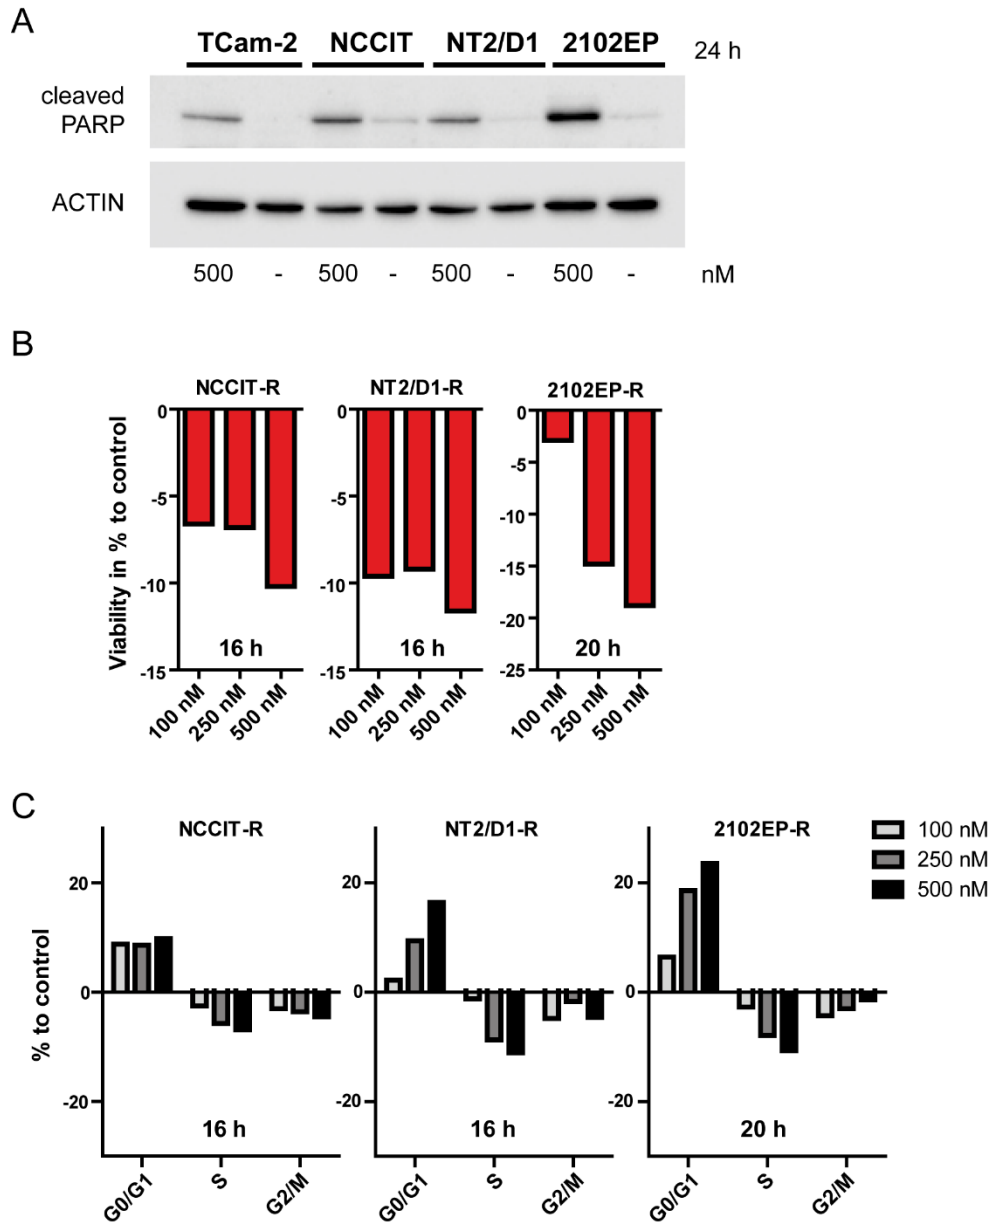 A
TCam-2 NCCIT NT2/D1 2102EP
24 h
cleaved
PARP
ACTIN
500 - 500 - 500 - 500 - nM
B
NCCIT-R NT2/D1-R 2102EP-R
Viability in % to control
0
-5
-10
-15
16 h
100 nM
250 nM
500 nM
0
-5
-10
-15
16 h
100 nM
250 nM
500 nM
0
-5
-10
-15
-20
-25
20 h
100 nM
250 nM
500 nM
C
NCCIT-R NT2/D1-R 2102EP-R
100 nM
250 nM
500 nM
% to control
20
0
-20
16 h
G0/G1
S
G2/M
20
0
-20
16 h
G0/G1
S
G2/M
20
0
-20
20 h
G0/G1
S
G2/M